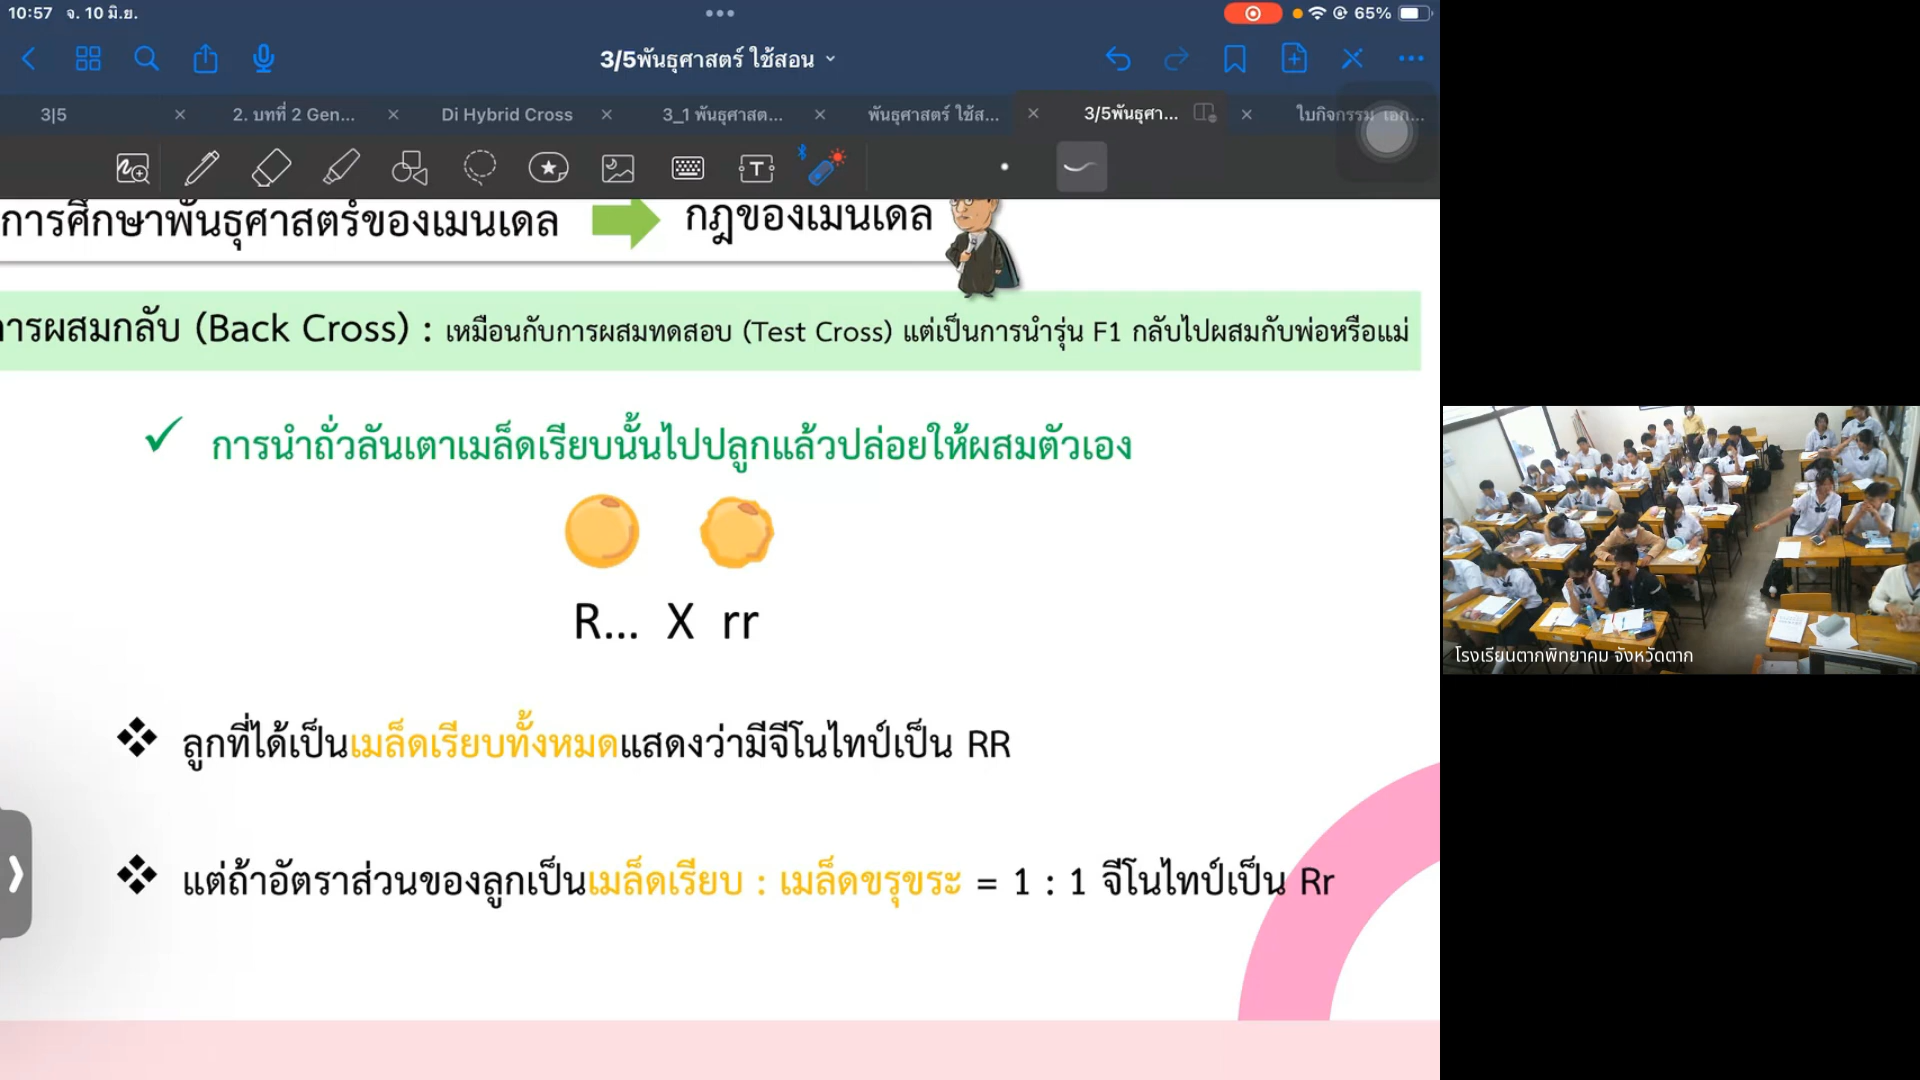 10:57 จ. 10 มิ.ย.
65%
3/5พันธุศาสตร์ ใช้สอน
3|5
2. บทที่ 2 Gen...
Di Hybrid Cross
3_1 พันธุศาสต...
พันธุศาสตร์ ใช้ส...
3/5พันธุศา...
ใบกิจกรรม เอก...
การศึกษาพันธุศาสตร์ของเมนเดล
กฎของเมนเดล
การผสมกลับ (Back Cross) : เหมือนกับการผสมทดสอบ (Test Cross) แต่เป็นการนำรุ่น F1 กลับไปผสมกับพ่อหรือแม่
การนำถั่วลันเตาเมล็ดเรียบนั้นไปปลูกแล้วปล่อยให้ผสมตัวเอง
R... X rr
ลูกที่ได้เป็นเมล็ดเรียบทั้งหมดแสดงว่ามีจีโนไทป์เป็น RR
แต่ถ้าอัตราส่วนของลูกเป็นเมล็ดเรียบ : เมล็ดขรุขระ = 1 : 1 จีโนไทป์เป็น Rr
โรงเรียนตากพิทยาคม จังหวัดตาก